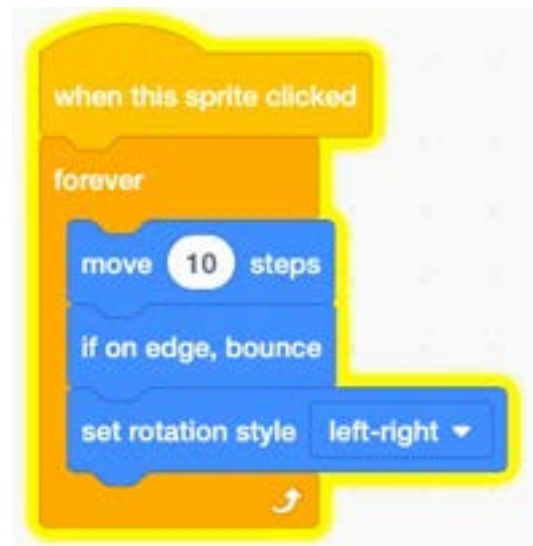 when this sprite clicked
forever
move 10 steps
if on edge, bounce
set rotation style left-right